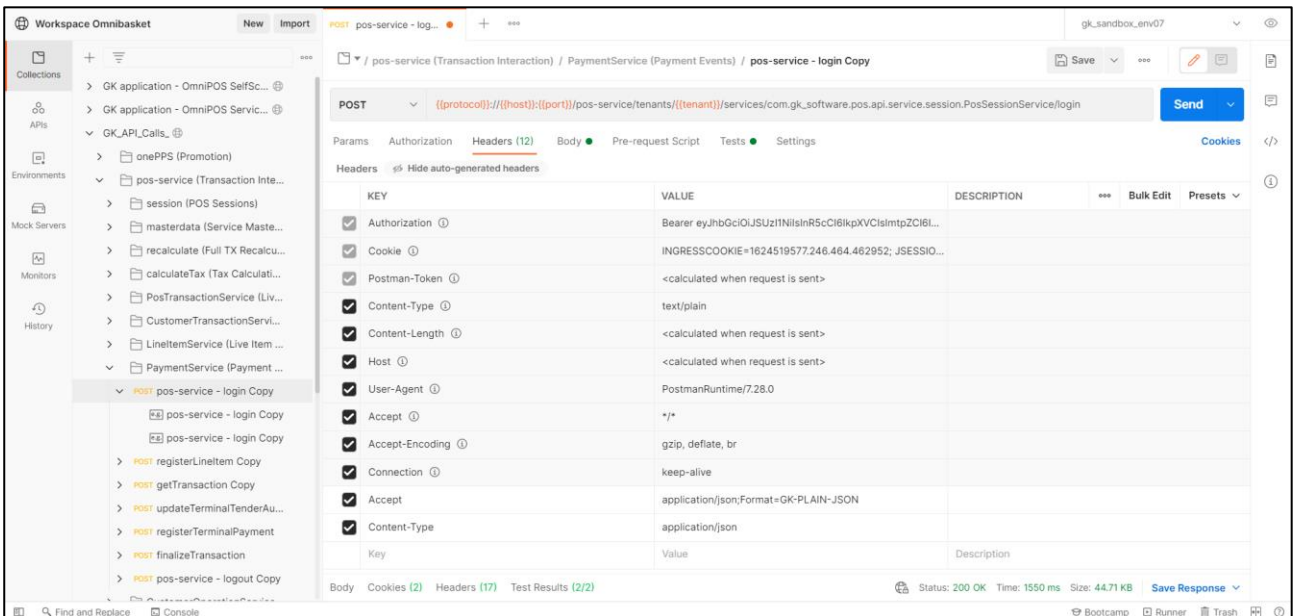 Workspace Omnibasket New Import POST pos-service - log... + ooo gk_sandbox_env07
Collections
APIs
Environments
Mock Servers
Monitors
History
+ ooo
GK application - OmniPOS SelfSc...
GK application - OmniPOS Servic...
GK_API_Calls_
onePPS (Promotion)
pos-service (Transaction Inte...
session (POS Sessions)
masterdata (Service Maste...
recalculate (Full TX Recalcu...
calculateTax (Tax Calculati...
PosTransactionService (Liv...
CustomerTransactionServi...
LineItemService (Live Item ...
PaymentService (Payment ...
POST pos-service - login Copy
e.g. pos-service - login Copy
e.g. pos-service - login Copy
POST registerLineItem Copy
POST getTransaction Copy
POST updateTerminalTenderAu...
POST registerTerminalPayment
POST finalizeTransaction
POST pos-service - logout Copy
CustomerOperationService
/ pos-service (Transaction Interaction) / PaymentService (Payment Events) / pos-service - login Copy Save ooo
POST {{protocol}}://{{host}}:{{port}}/pos-service/tenants/{{tenant}}/services/com.gk_software.pos.api.service.session.PosSessionService/login Send
Params Authorization Headers (12) Body Pre-request Script Tests Settings Cookies
Headers Hide auto-generated headers
KEY VALUE DESCRIPTION ooo Bulk Edit Presets
Authorization Bearer eyJhbGciOiJSUzI1NiIsInR5cCI6IkpXVCIsImtpZCI6I...
Cookie INGRESSCOOKIE=1624519577.246.464.462952; JSESSIO...
Postman-Token <calculated when request is sent>
Content-Type text/plain
Content-Length <calculated when request is sent>
Host <calculated when request is sent>
User-Agent PostmanRuntime/7.28.0
Accept */*
Accept-Encoding gzip, deflate, br
Connection keep-alive
Accept application/json;Format=GK-PLAIN-JSON
Content-Type application/json
Key Value Description
Body Cookies (2) Headers (17) Test Results (2/2) Status: 200 OK Time: 1550 ms Size: 44.71 KB Save Response
Find and Replace Console Bootcamp Runner Trash